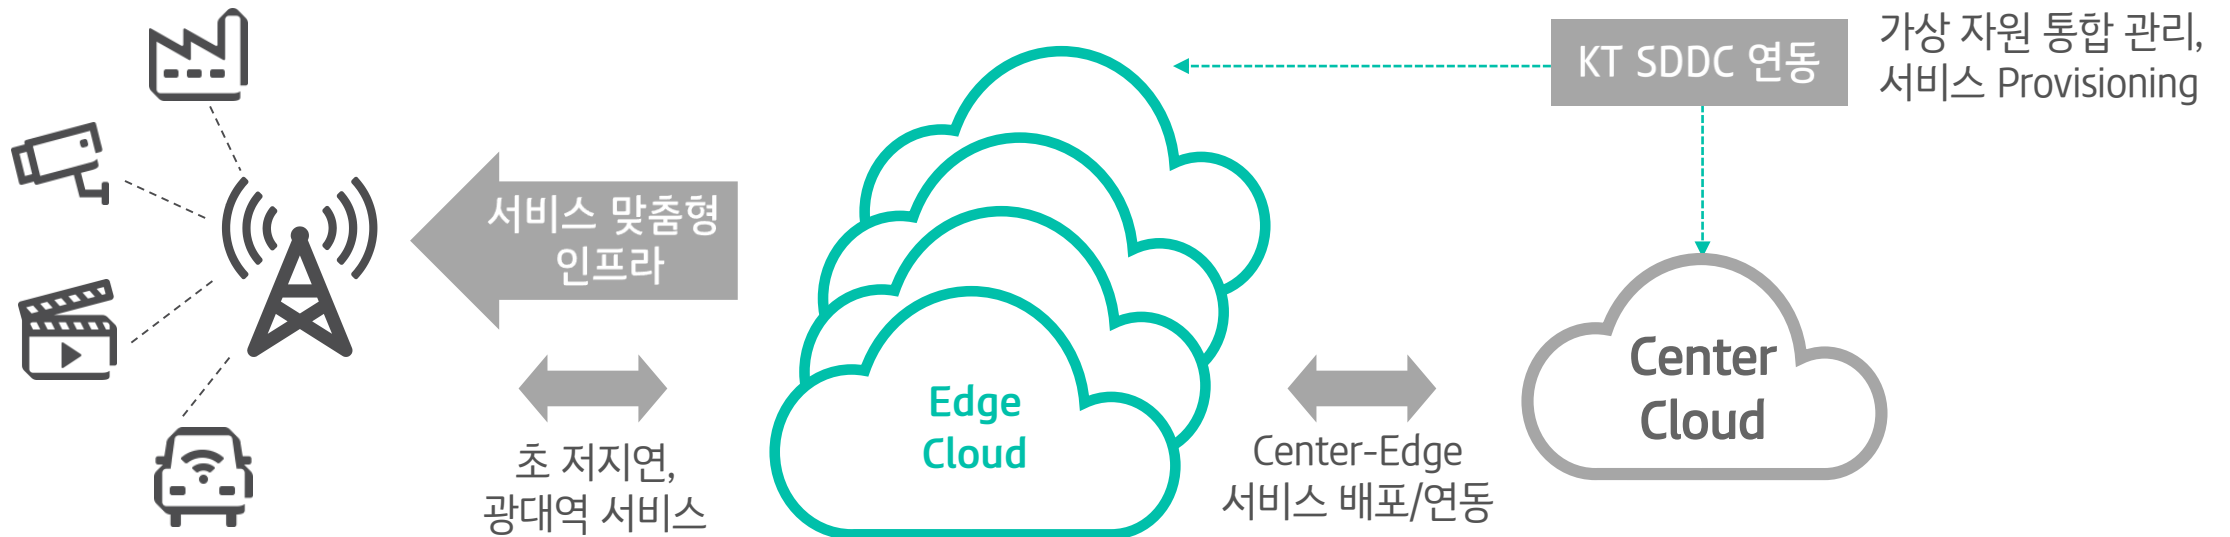 KT SDDC 연동
가상 자원 통합 관리,
서비스 Provisioning
서비스 맞춤형
인프라
초 저지연,
광대역 서비스
Edge
Cloud
Center-Edge
서비스 배포/연동
Center
Cloud